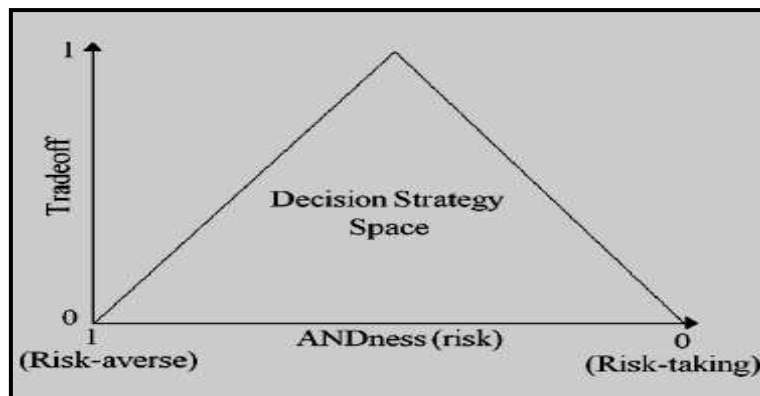 1
Tradeoff
Decision Strategy
Space
0
1
ANDness (risk)
0
(Risk-averse)
(Risk-taking)